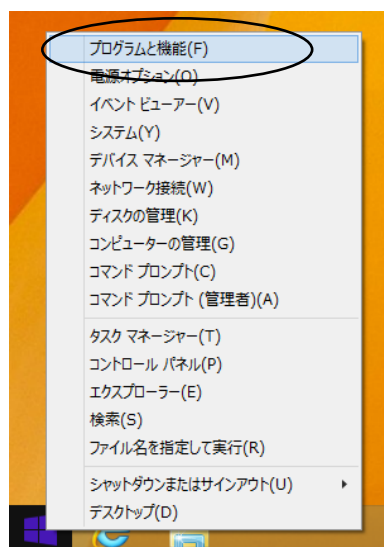 プログラムと機能(F)
電源オプション(O)
イベント ビューアー(V)
システム(Y)
デバイス マネージャー(M)
ネットワーク接続(W)
ディスクの管理(K)
コンピューターの管理(G)
コマンド プロンプト(C)
コマンド プロンプト (管理者)(A)
タスク マネージャー(T)
コントロール パネル(P)
エクスプローラー(E)
検索(S)
ファイル名を指定して実行(R)
シャットダウンまたはサインアウト(U)
デスクトップ(D)